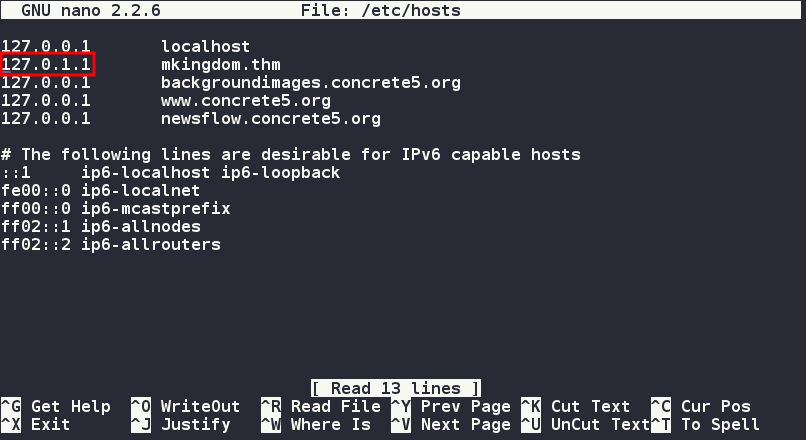 GNU nano 2.2.6 File: /etc/hosts
127.0.0.1 localhost
127.0.1.1 mkingdom.thm
127.0.0.1 backgroundimages.concrete5.org
127.0.0.1 www.concrete5.org
127.0.0.1 newsflow.concrete5.org
# The following lines are desirable for IPv6 capable hosts
::1 ip6-localhost ip6-loopback
fe00::0 ip6-localnet
ff00::0 ip6-mcastprefix
ff02::1 ip6-allnodes
ff02::2 ip6-allrouters
[ Read 13 lines ]
^G Get Help ^O WriteOut ^R Read File ^Y Prev Page ^K Cut Text ^C Cur Pos
^X Exit ^J Justify ^W Where Is ^V Next Page ^U UnCut Text ^T To Spell